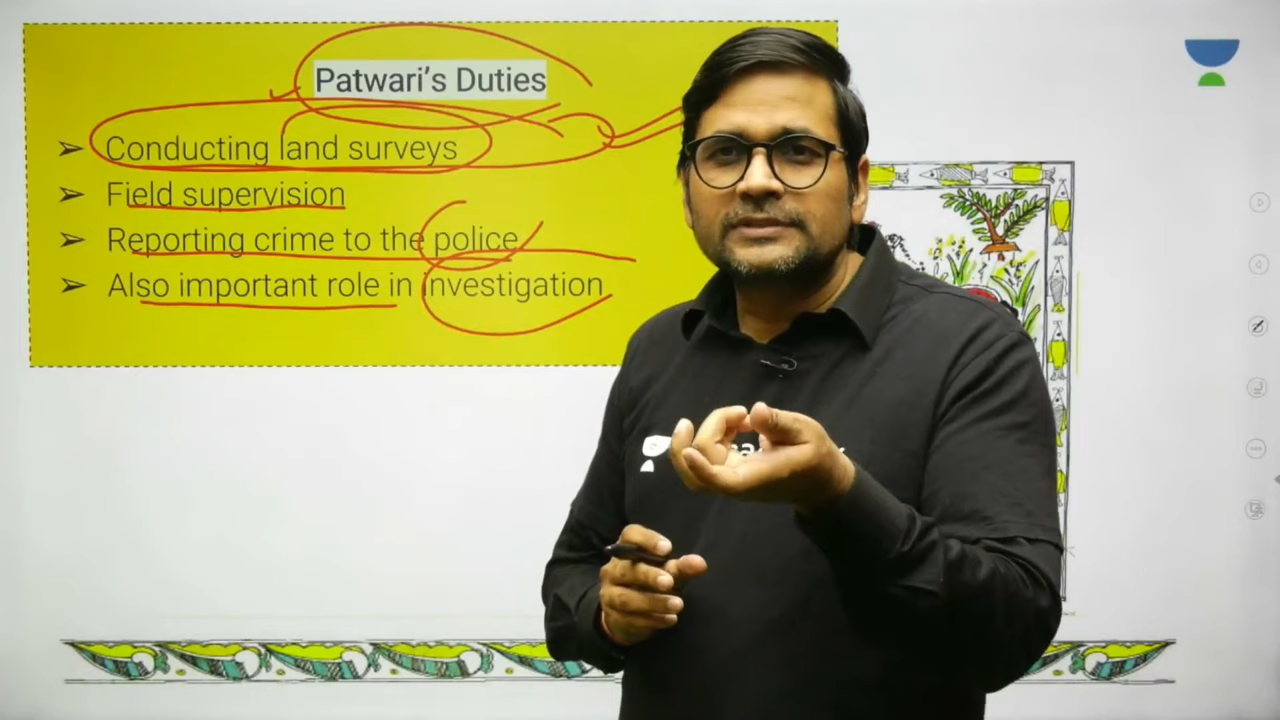 Patwari's Duties
➢ Conducting land surveys
➢ Field supervision
➢ Reporting crime to the police
➢ Also important role in investigation